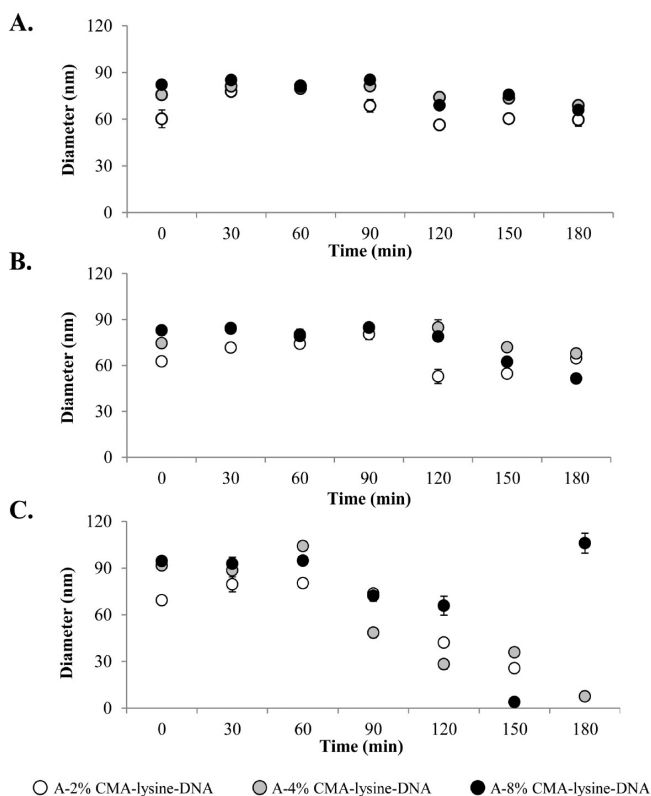 A.
120
90
60
30
0
Diameter (nm)
0 30 60 90 120 150 180
Time (min)
B.
120
90
60
30
0
Diameter (nm)
0 30 60 90 120 150 180
Time (min)
C.
120
90
60
30
0
Diameter (nm)
0 30 60 90 120 150 180
Time (min)
A-2% CMA-lysine-DNA A-4% CMA-lysine-DNA A-8% CMA-lysine-DNA